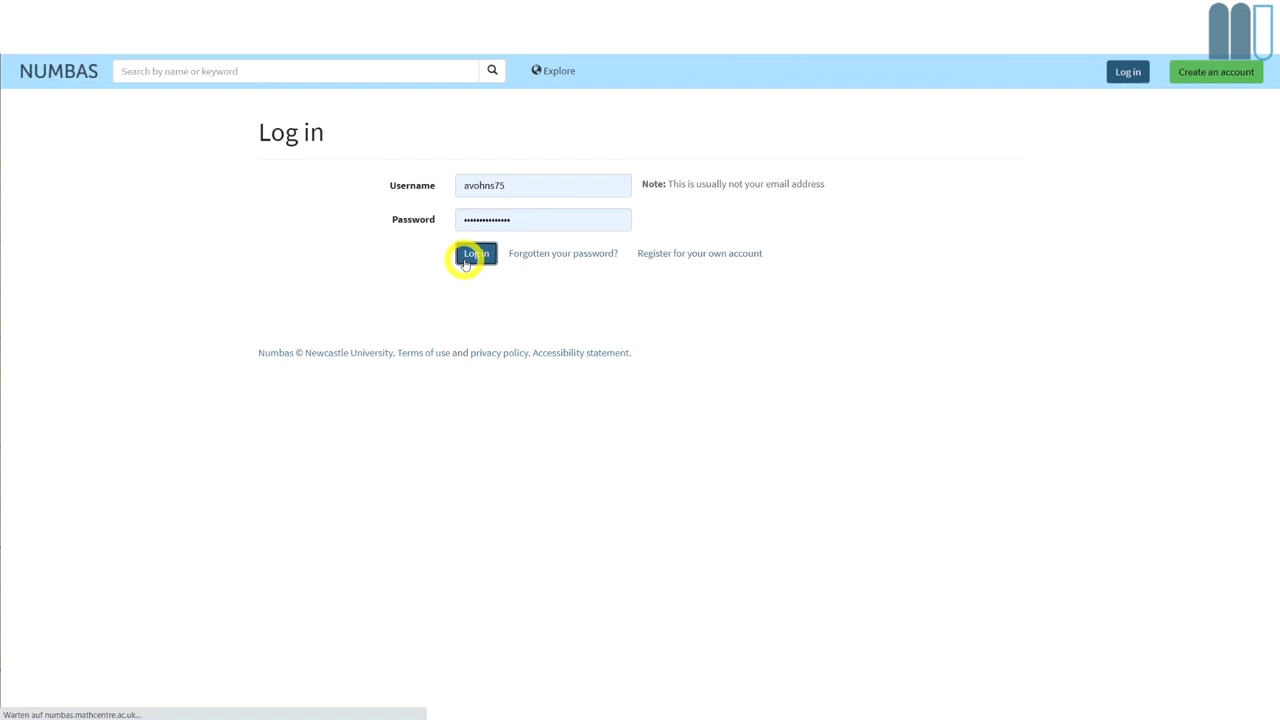 NUMBAS
Search by name or keyword
Explore
Log in
Create an account
Log in
Username
avohns75
Note: This is usually not your email address
Password
•••••••••••••••
Log in
Forgotten your password?
Register for your own account
Numbas © Newcastle University. Terms of use and privacy policy. Accessibility statement.
Warten auf numbas.mathcentre.ac.uk...